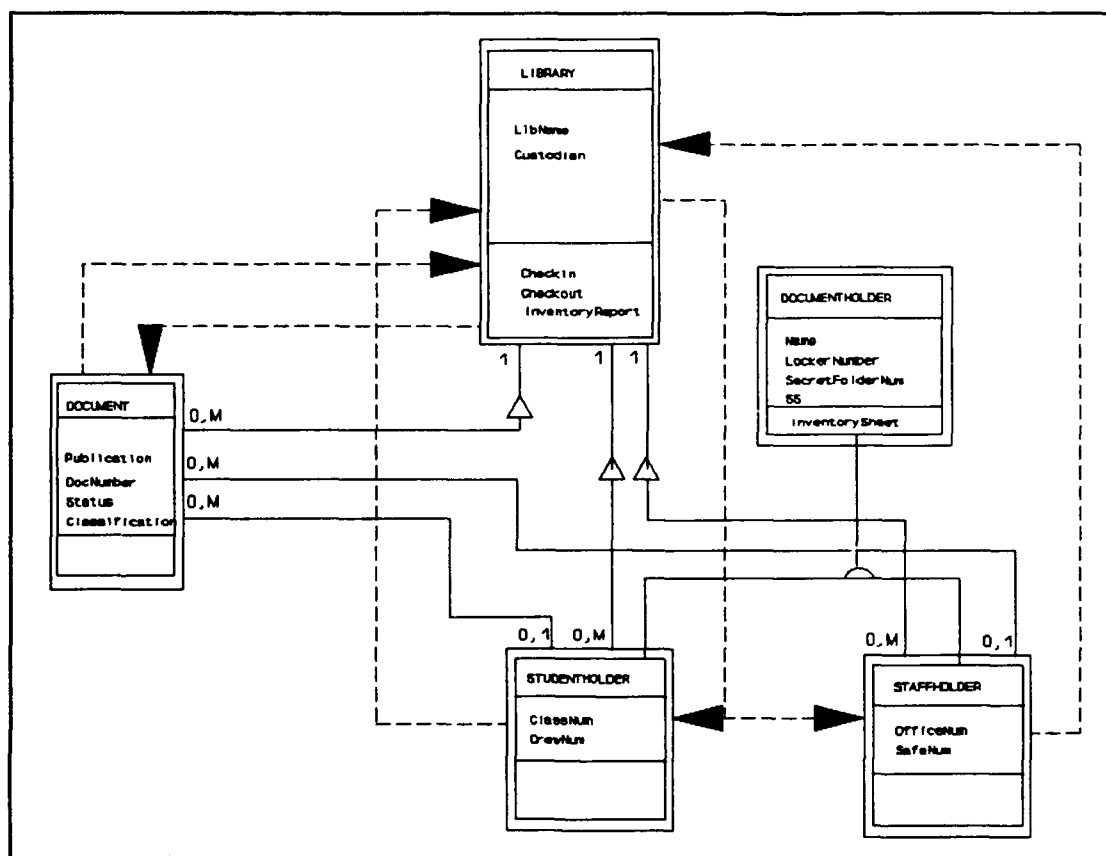 LIBRARY
LibName
Custodian
Checkin
Checkout
InventoryReport
1
1
1
DOCUMENTHOLDER
Name
LockerNumber
SecretFolderNum
SS
InventorySheet
DOCUMENT
Publication
DocNumber
Status
Classification
0,M
0,M
0,M
0,1
0,M
0,M
0,1
STUDENTHOLDER
ClassNum
DrawNum
STAFFHOLDER
OfficeNum
SafeNum